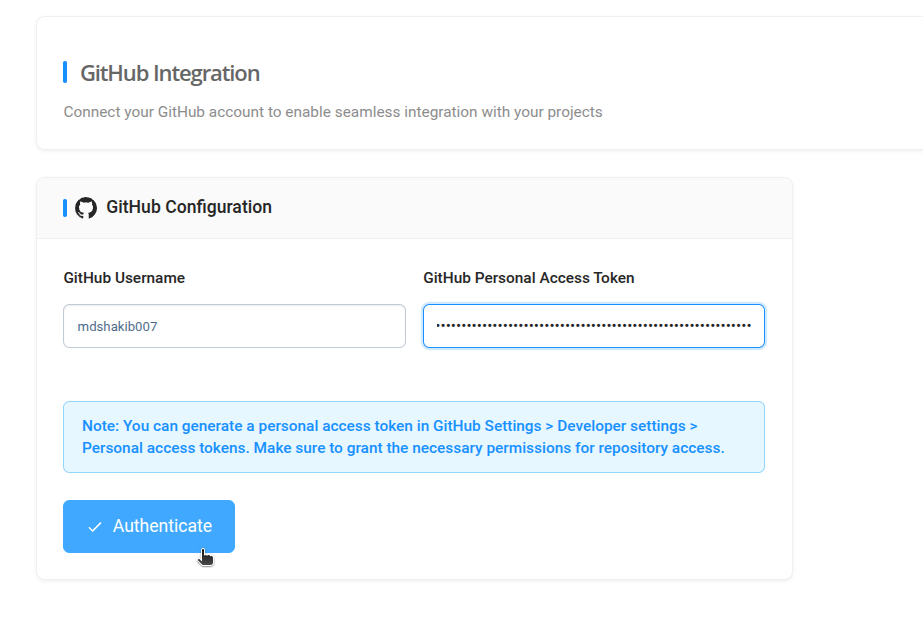 GitHub Integration
Connect your GitHub account to enable seamless integration with your projects
GitHub Configuration
GitHub Username
GitHub Personal Access Token
mdshakib007
Note: You can generate a personal access token in GitHub Settings > Developer settings >
Personal access tokens. Make sure to grant the necessary permissions for repository access.
Authenticate